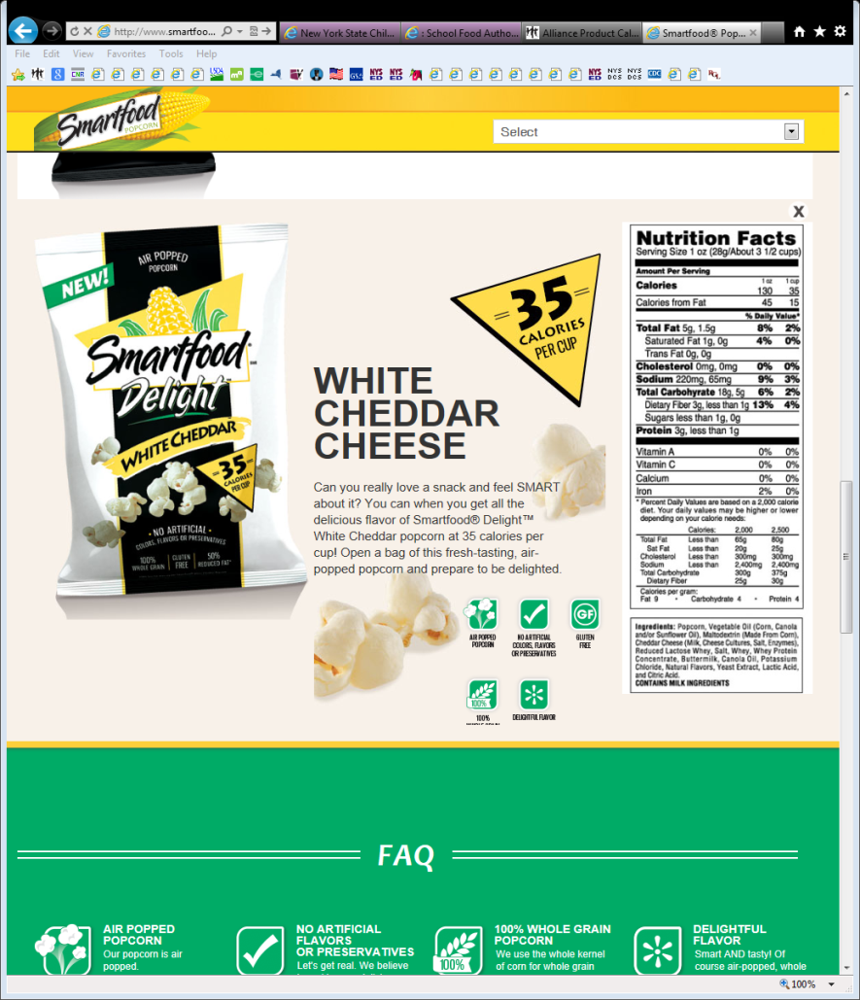 http://www.smartfoo...
New York State Chil...
: School Food Autho...
Alliance Product Cal...
Smartfood® Pop...
File Edit View Favorites Tools Help
Smartfood
POPCORN
Select
X
AIR POPPED
POPCORN
NEW!
Smartfood
Delight™
WHITE CHEDDAR
35
CALORIES
PER CUP
• NO ARTIFICIAL •
COLORS, FLAVORS OR PRESERVATIVES
100%
WHOLE GRAIN
GLUTEN
FREE
50%
REDUCED FAT*
35
CALORIES
PER CUP
WHITE
CHEDDAR
CHEESE
Can you really love a snack and feel SMART
about it? You can when you get all the
delicious flavor of Smartfood® Delight™
White Cheddar popcorn at 35 calories per
cup! Open a bag of this fresh-tasting, air-
popped popcorn and prepare to be delighted.
AIR POPPED
POPCORN
NO ARTIFICIAL
COLORS, FLAVORS
OR PRESERVATIVES
GF
GLUTEN
FREE
100%
100%
WHOLE GRAIN
DELIGHTFUL FLAVOR
Nutrition Facts
Serving Size 1 oz (28g/About 3 1/2 cups)
Amount Per Serving
1 oz 1 cup
Calories 130 35
Calories from Fat 45 15
% Daily Value*
Total Fat 5g, 1.5g 8% 2%
Saturated Fat 1g, 0g 4% 0%
Trans Fat 0g, 0g
Cholesterol 0mg, 0mg 0% 0%
Sodium 220mg, 65mg 9% 3%
Total Carbohyrate 18g, 5g 6% 2%
Dietary Fiber 3g, less than 1g 13% 4%
Sugars less than 1g, 0g
Protein 3g, less than 1g
Vitamin A 0% 0%
Vitamin C 0% 0%
Calcium 0% 0%
Iron 2% 0%
* Percent Daily Values are based on a 2,000 calorie
diet. Your daily values may be higher or lower
depending on your calorie needs:
Calories: 2,000 2,500
Total Fat Less than 65g 80g
Sat Fat Less than 20g 25g
Cholesterol Less than 300mg 300mg
Sodium Less than 2,400mg 2,400mg
Total Carbohydrate 300g 375g
Dietary Fiber 25g 30g
Calories per gram:
Fat 9 • Carbohydrate 4 • Protein 4
Ingredients: Popcorn, Vegetable Oil (Corn, Canola
and/or Sunflower Oil), Maltodextrin (Made From Corn),
Cheddar Cheese (Milk, Cheese Cultures, Salt, Enzymes),
Reduced Lactose Whey, Salt, Whey, Whey Protein
Concentrate, Buttermilk, Canola Oil, Potassium
Chloride, Natural Flavors, Yeast Extract, Lactic Acid,
and Citric Acid.
CONTAINS MILK INGREDIENTS
FAQ
AIR POPPED
POPCORN
Our popcorn is air
popped.
NO ARTIFICIAL
FLAVORS
OR PRESERVATIVES
Let's get real. We believe
100%
100% WHOLE GRAIN
POPCORN
We use the whole kernel
of corn for whole grain
DELIGHTFUL
FLAVOR
Smart AND tasty! Of
course air-popped, whole
100%